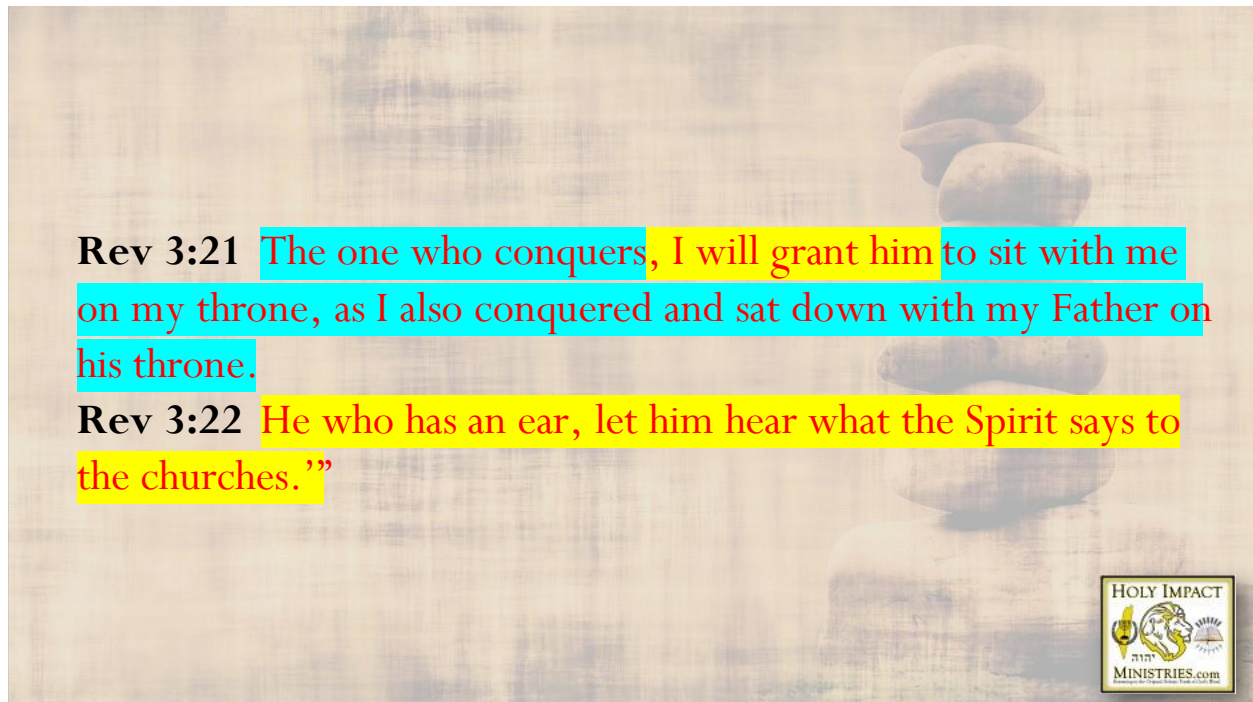 Rev 3:21 The one who conquers, I will grant him to sit with me
on my throne, as I also conquered and sat down with my Father on
his throne.
Rev 3:22 He who has an ear, let him hear what the Spirit says to
the churches.’”
HOLY IMPACT
יהוה
MINISTRIES.com